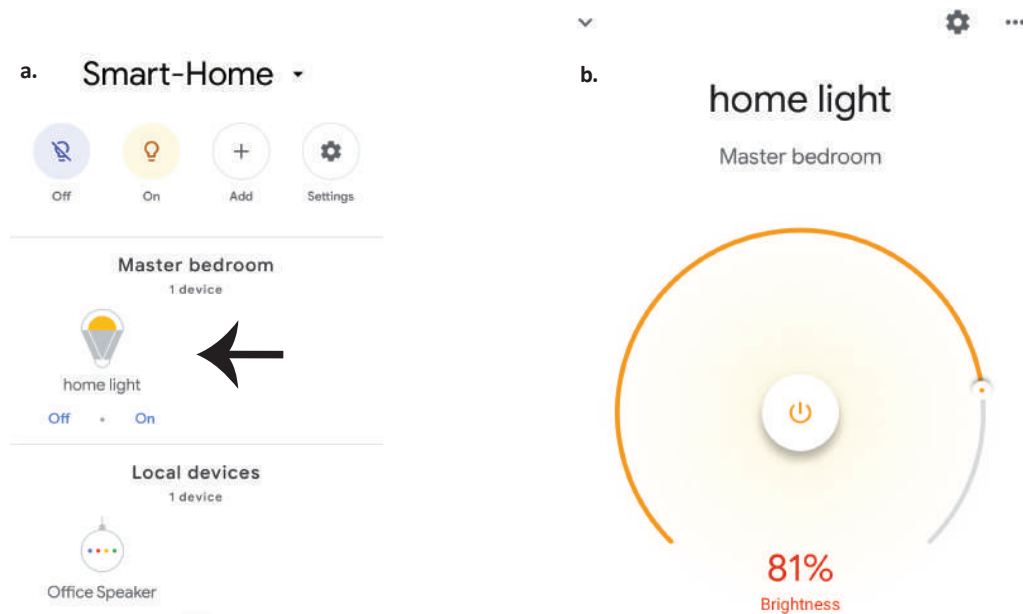 a.
Smart-Home
Off
On
Add
Settings
Master bedroom
1 device
home light
Off • On
Local devices
1 device
Office Speaker
b.
home light
Master bedroom
81%
Brightness